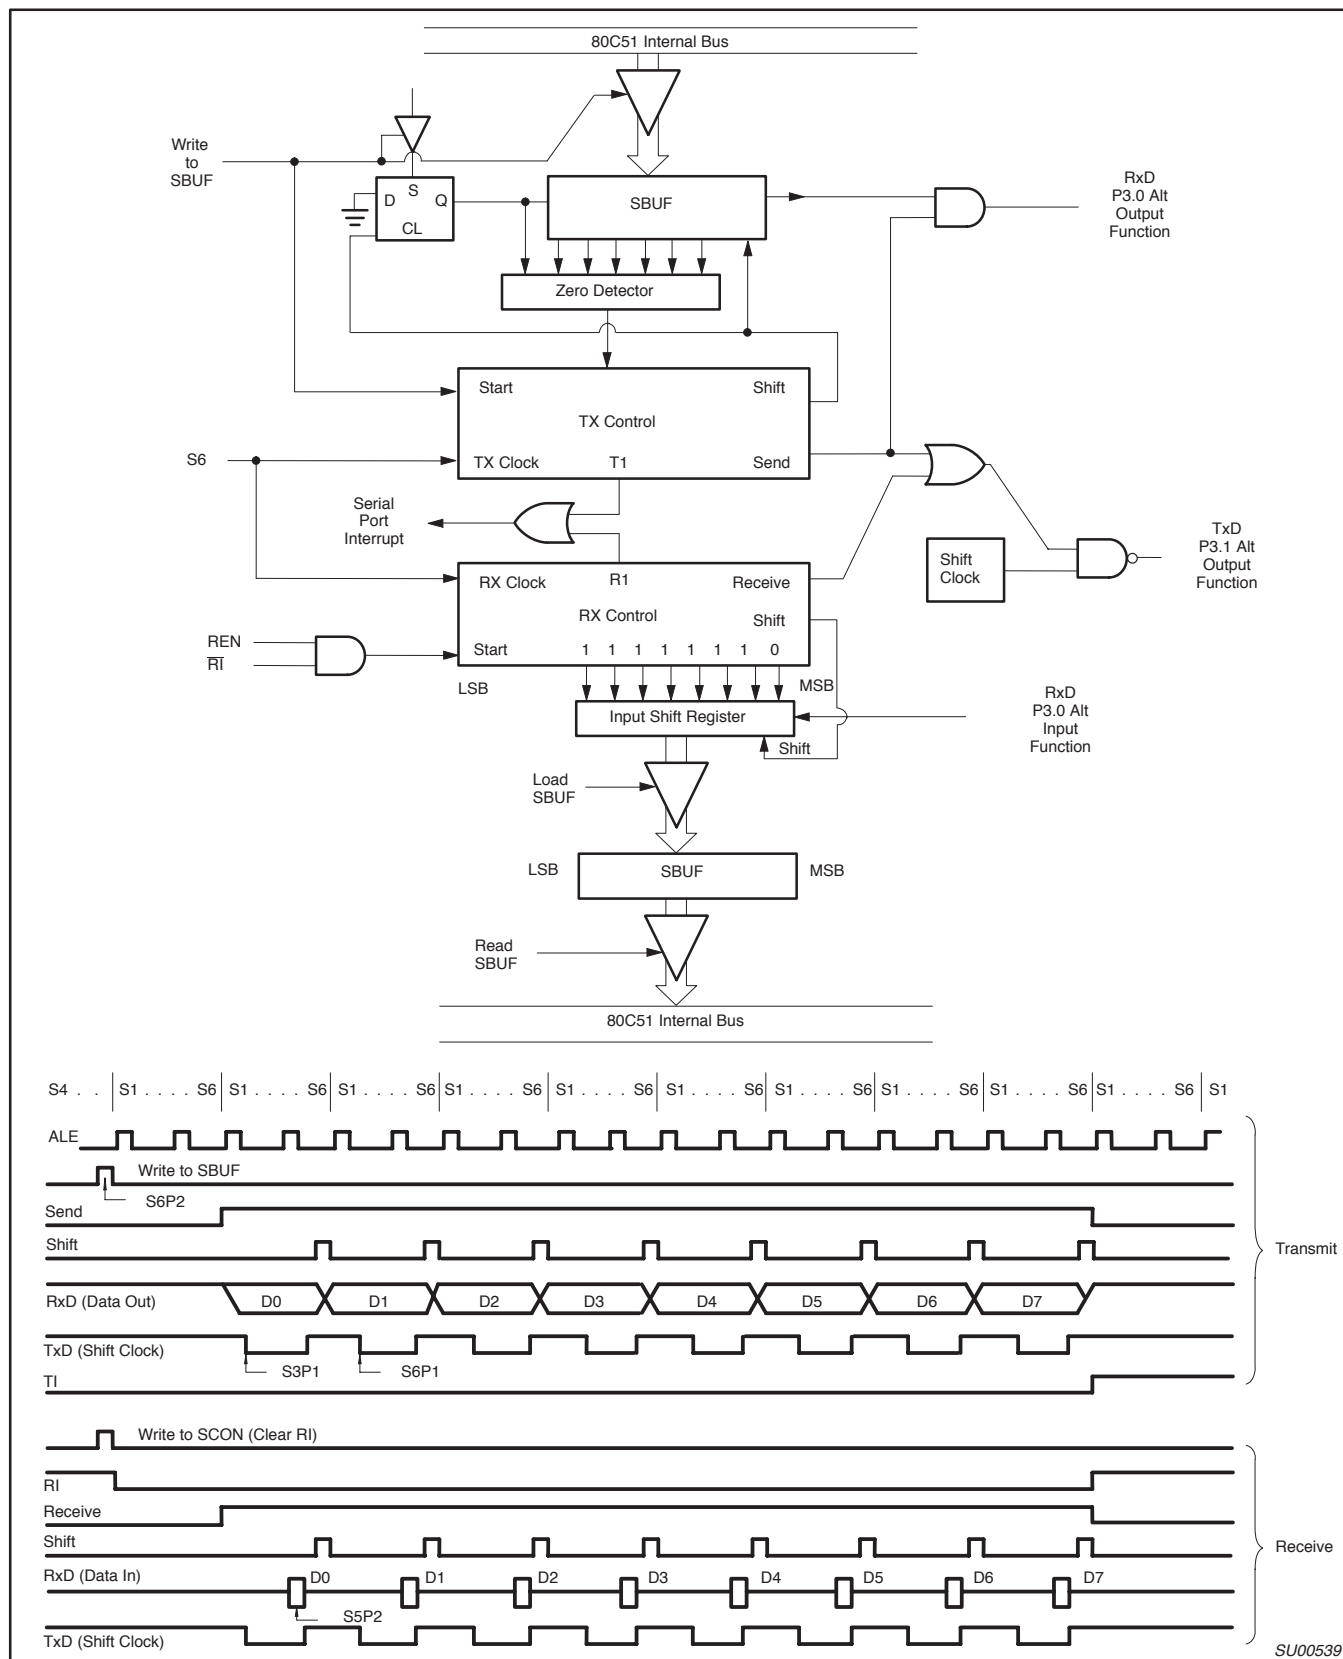 80C51 Internal Bus
Write
to
SBUF
S
D
Q
CL
SBUF
RxD
P3.0 Alt
Output
Function
Zero Detector
Start
Shift
TX Control
S6
TX Clock
T1
Send
Serial
Port
Interrupt
TxD
P3.1 Alt
Output
Function
Shift
Clock
RX Clock
R1
Receive
RX Control
Shift
REN
RI
Start
1 1 1 1 1 1 1 0
LSB
MSB
Input Shift Register
RxD
P3.0 Alt
Input
Function
Shift
Load
SBUF
LSB
SBUF
MSB
Read
SBUF
80C51 Internal Bus
S4 . . S1 . . . . S6 S1 . . . . S6 S1 . . . . S6 S1 . . . . S6 S1 . . . . S6 S1 . . . . S6 S1 . . . . S6 S1 . . . . S6 S1 . . . . S6 S1 . . . . S6 S1
ALE
Write to SBUF
S6P2
Send
Shift
Transmit
RxD (Data Out)
D0 D1 D2 D3 D4 D5 D6 D7
TxD (Shift Clock)
S3P1
S6P1
TI
Write to SCON (Clear RI)
RI
Receive
Shift
Receive
RxD (Data In)
D0 D1 D2 D3 D4 D5 D6 D7
S5P2
TxD (Shift Clock)
SU00539